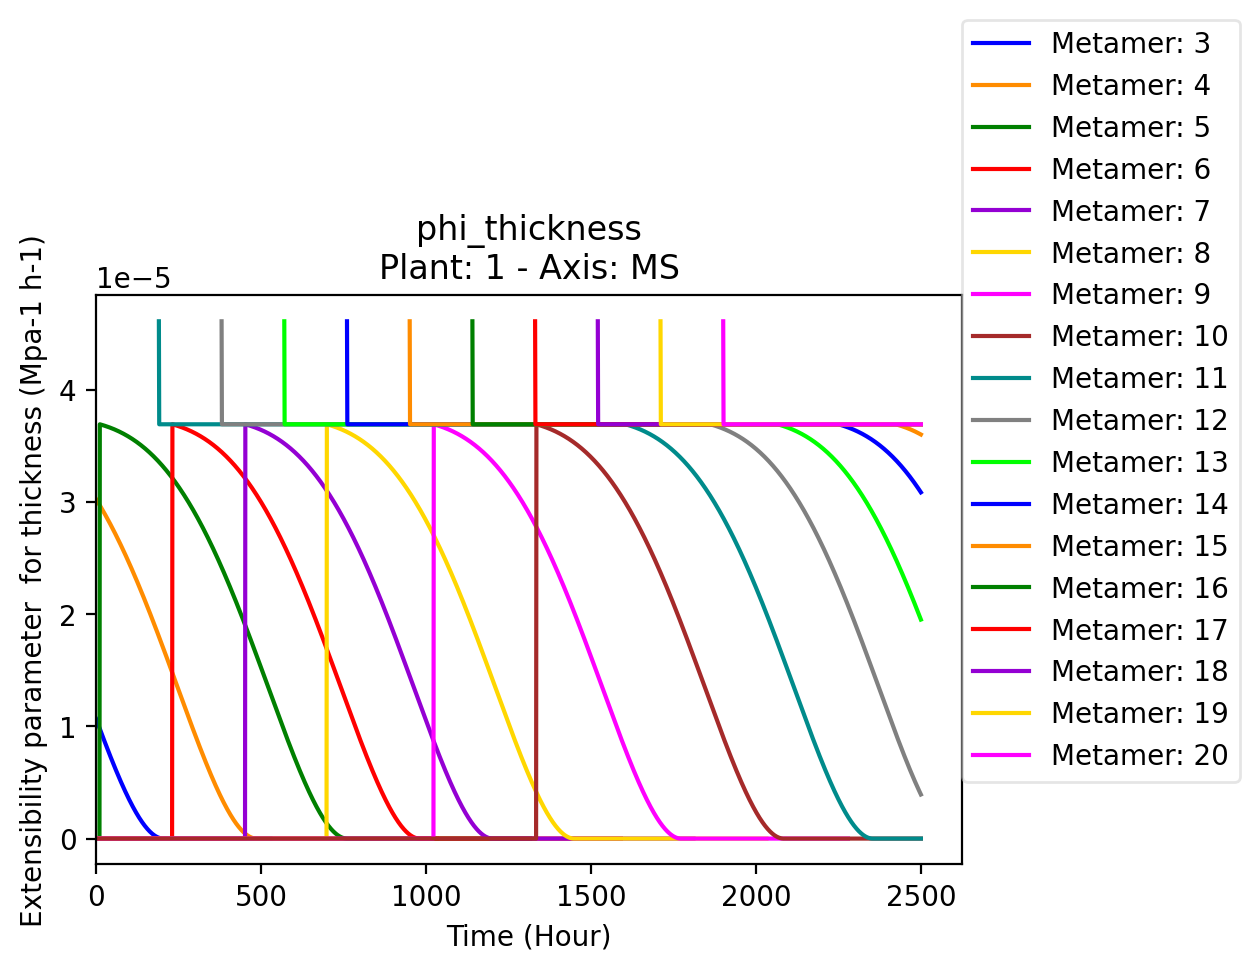 phi_thickness
Plant: 1 - Axis: MS
1e−5
Extensibility parameter  for thickness (Mpa-1 h-1)
4
3
2
1
0
0 500 1000 1500 2000 2500
Time (Hour)
Metamer: 3
Metamer: 4
Metamer: 5
Metamer: 6
Metamer: 7
Metamer: 8
Metamer: 9
Metamer: 10
Metamer: 11
Metamer: 12
Metamer: 13
Metamer: 14
Metamer: 15
Metamer: 16
Metamer: 17
Metamer: 18
Metamer: 19
Metamer: 20